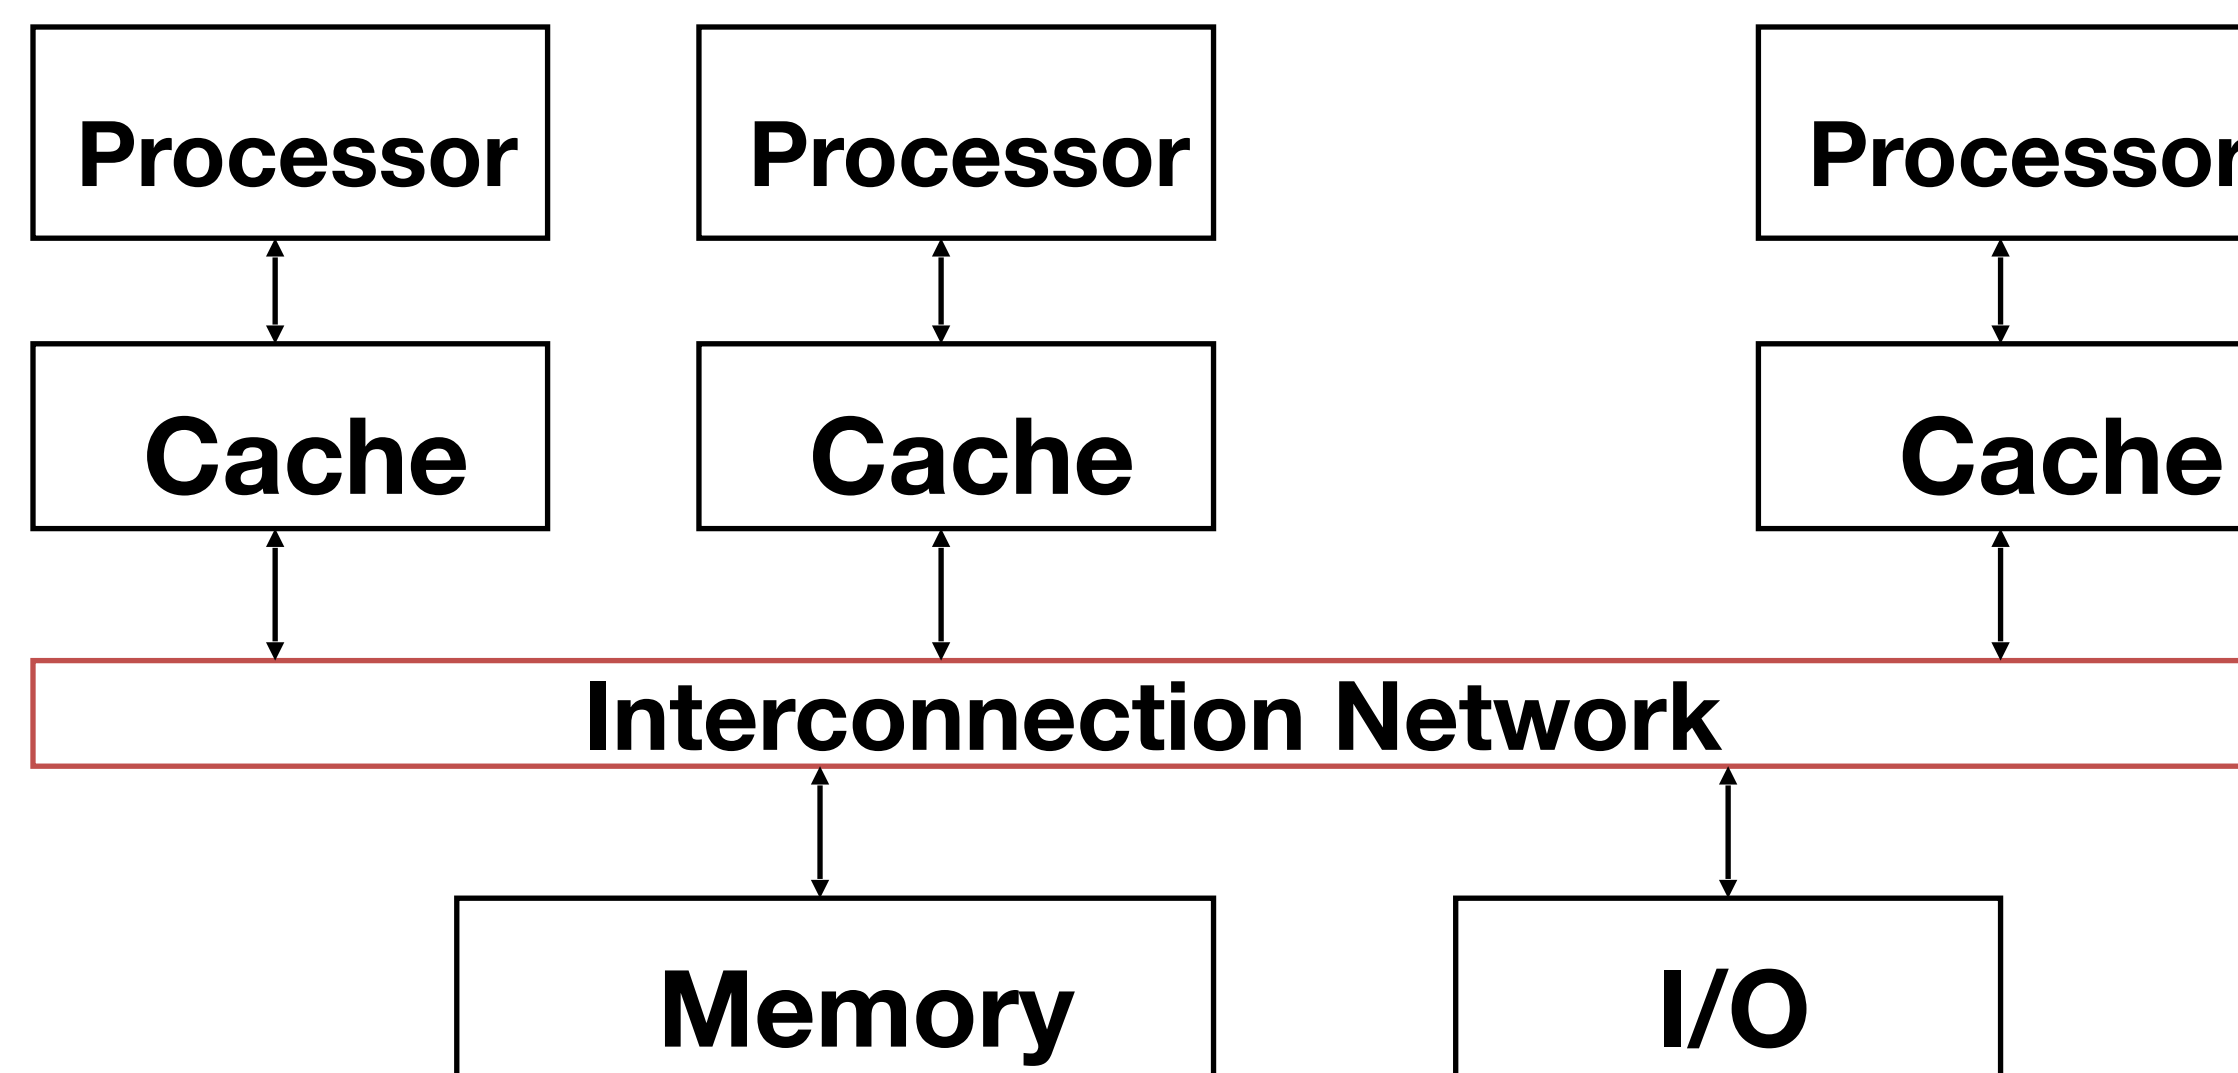 Processor Processor Processor
Cache Cache Cache
Interconnection Network
Memory I/O